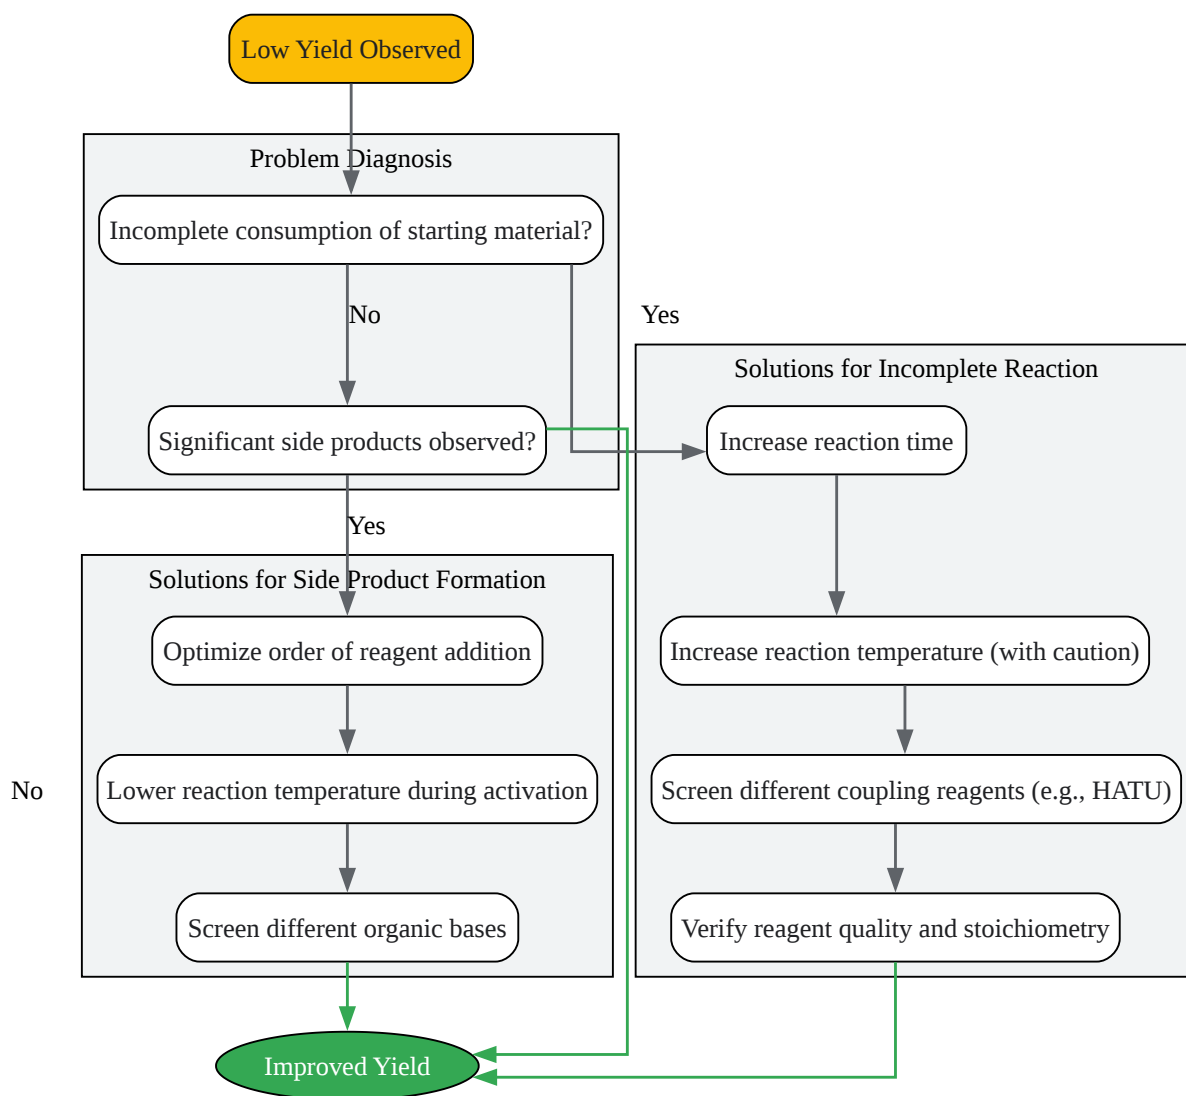 Low Yield Observed
Problem Diagnosis
Incomplete consumption of starting material?
No
Yes
Solutions for Incomplete Reaction
Significant side products observed?
Increase reaction time
Yes
Solutions for Side Product Formation
Optimize order of reagent addition
Increase reaction temperature (with caution)
No
Lower reaction temperature during activation
Screen different coupling reagents (e.g., HATU)
Screen different organic bases
Verify reagent quality and stoichiometry
Improved Yield